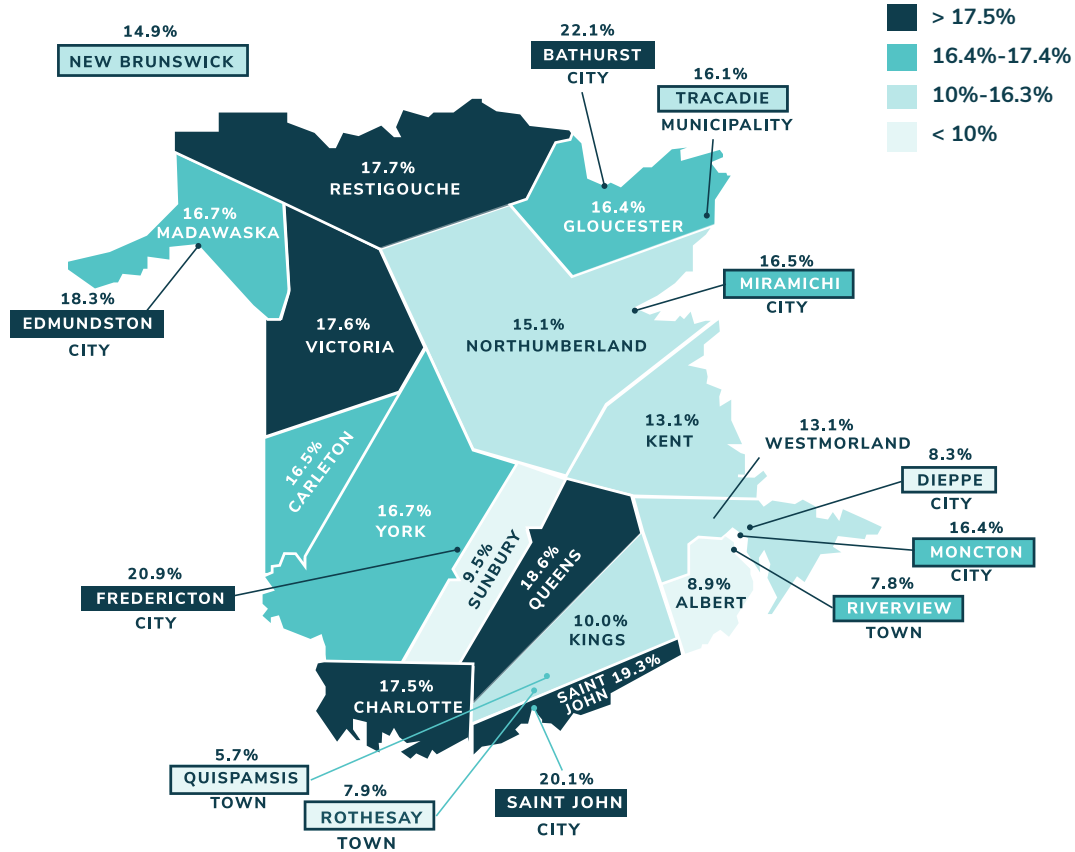 14.9%
NEW BRUNSWICK
22.1%
BATHURST
CITY
16.1%
TRACADIE
MUNICIPALITY
> 17.5%
16.4%-17.4%
10%-16.3%
< 10%
17.7%
RESTIGOUCHE
16.7%
MADAWASKA
16.4%
GLOUCESTER
18.3%
EDMUNDSTON
CITY
17.6%
VICTORIA
15.1%
NORTHUMBERLAND
16.5%
MIRAMICHI
CITY
16.5%
CARLETON
16.7%
YORK
13.1%
KENT
13.1%
WESTMORLAND
8.3%
DIEPPE
CITY
16.4%
MONCTON
CITY
20.9%
FREDERICTON
CITY
9.5%
SUNBURY
18.6%
QUEENS
10.0%
KINGS
8.9%
ALBERT
7.8%
RIVERVIEW
TOWN
17.5%
CHARLOTTE
SAINT
JOHN
19.3%
5.7%
QUISPAMSIS
TOWN
7.9%
ROTHESAY
TOWN
20.1%
SAINT JOHN
CITY